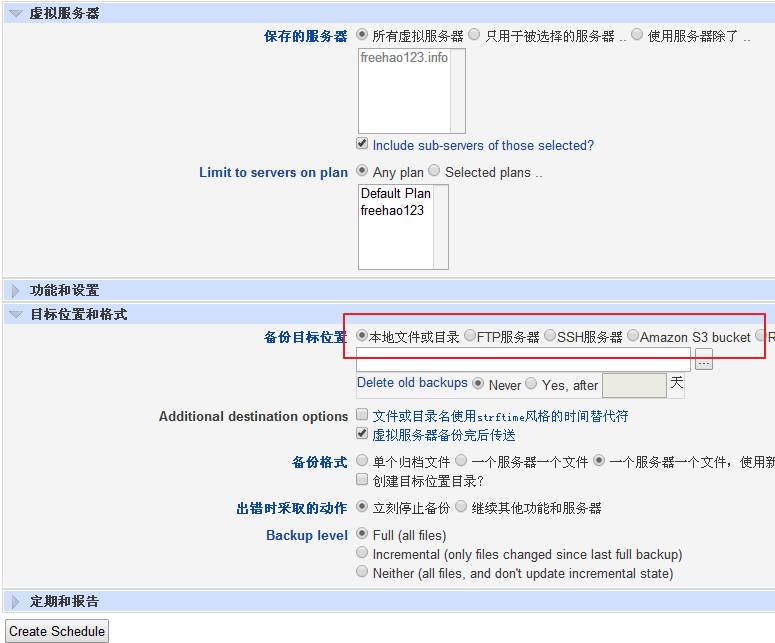 虚拟服务器
保存的服务器 所有虚拟服务器 只用于被选择的服务器 .. 使用服务器除了 ..
freehao123.info
Include sub-servers of those selected?
Limit to servers on plan Any plan Selected plans ..
Default Plan
freehao123
功能和设置
目标位置和格式
备份目标位置 本地文件或目录 FTP服务器 SSH服务器 Amazon S3 bucket R
...
Delete old backups Never Yes, after 天
Additional destination options 文件或目录名使用strftime风格的时间替代符
虚拟服务器备份完后传送
备份格式 单个归档文件 一个服务器一个文件 一个服务器一个文件，使用新
创建目标位置目录?
出错时采取的动作 立刻停止备份 继续其他功能和服务器
Backup level Full (all files)
Incremental (only files changed since last full backup)
Neither (all files, and don't update incremental state)
定期和报告
Create Schedule